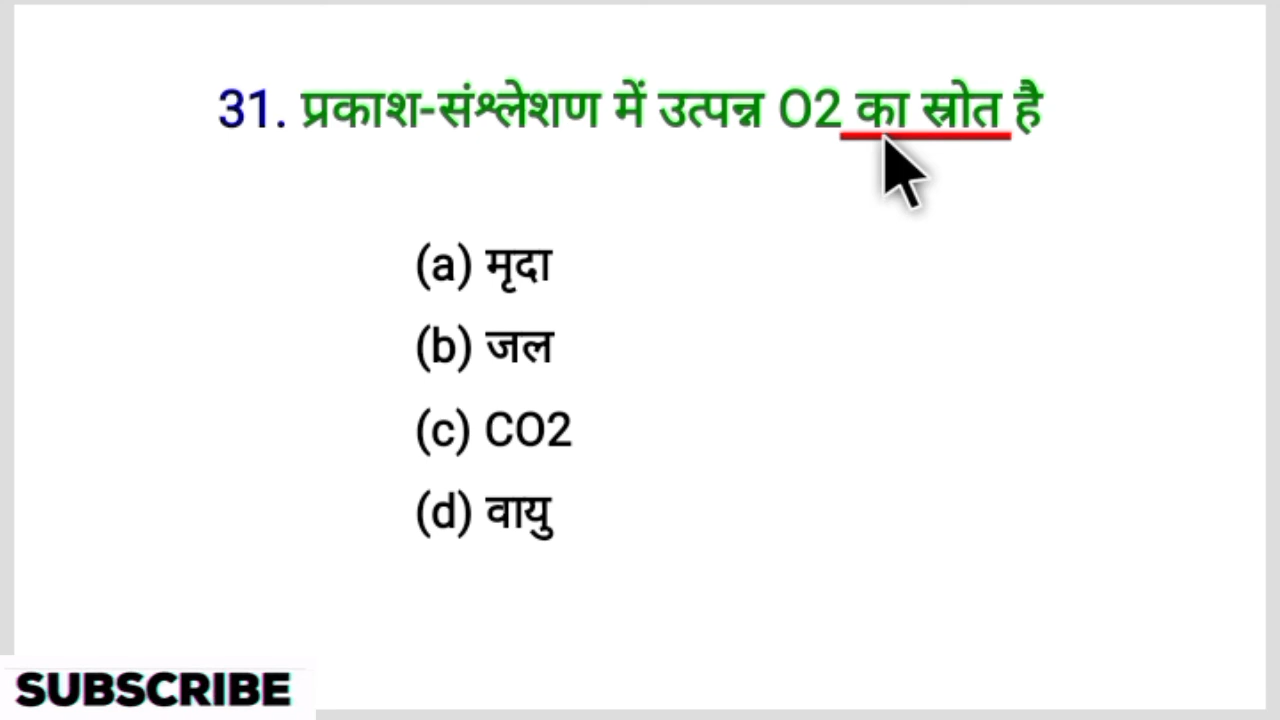 31. प्रकाश-संश्लेशण में उत्पन्न O2 का स्रोत है
(a) मृदा
(b) जल
(c) CO2
(d) वायु
SUBSCRIBE